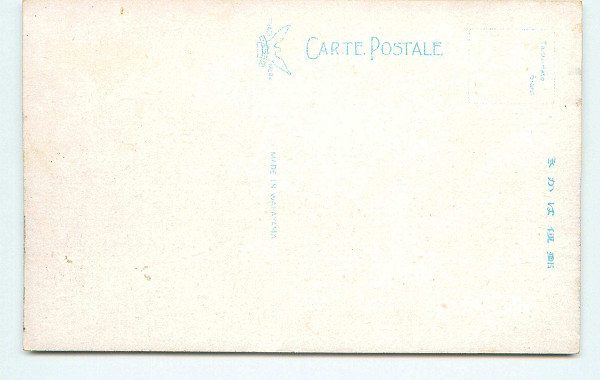 CARTE POSTALE
MADE IN WAKAYAMA
郵便はかき